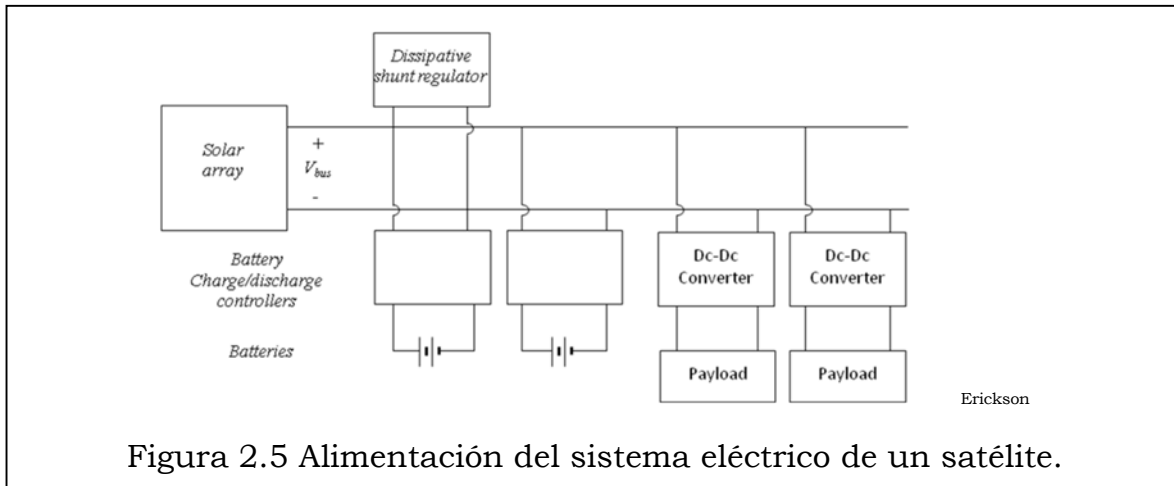 Dissipative
shunt regulator
Solar
array
+
V_bus
-
Battery
Charge/discharge
controllers
Dc-Dc
Converter
Dc-Dc
Converter
Batteries
Payload
Payload
Erickson
Figura 2.5 Alimentación del sistema eléctrico de un satélite.